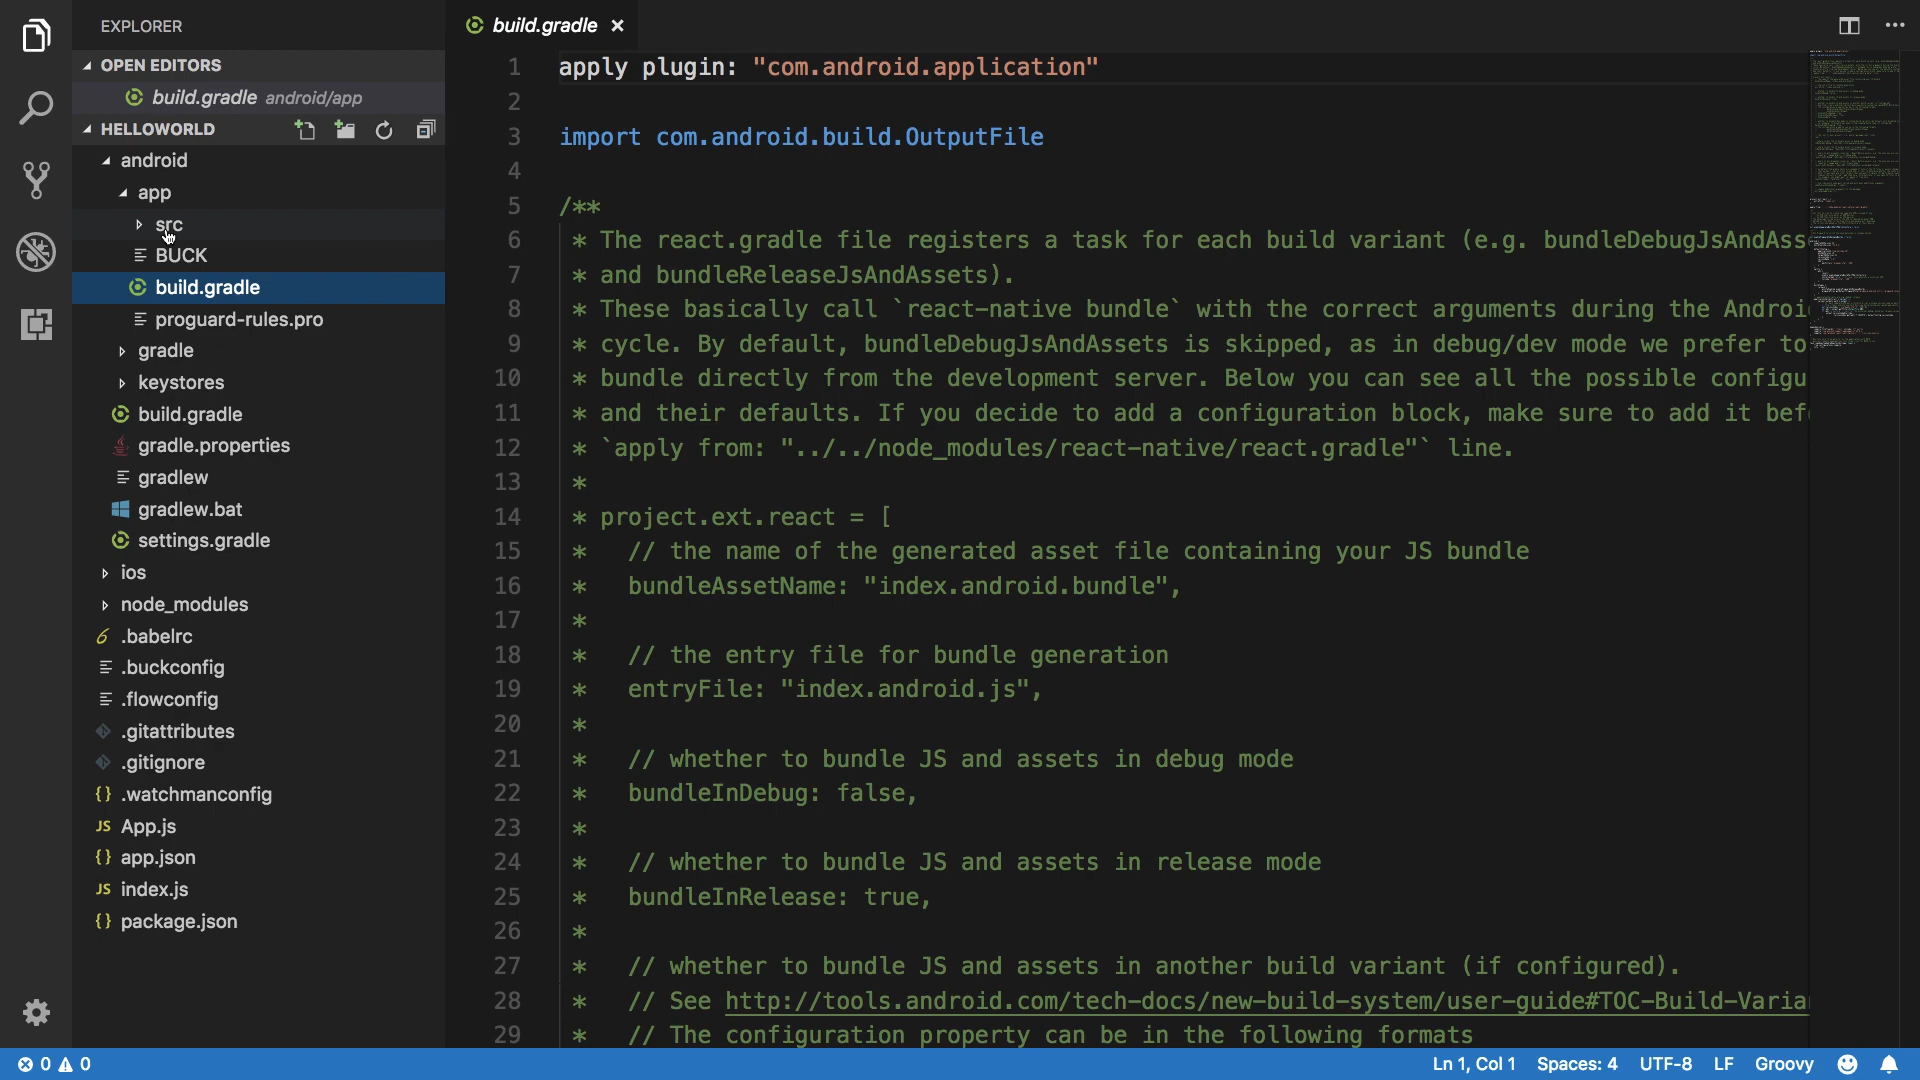 EXPLORER
OPEN EDITORS
build.gradle android/app
HELLOWORLD
android
app
src
BUCK
build.gradle
proguard-rules.pro
gradle
keystores
build.gradle
gradle.properties
gradlew
gradlew.bat
settings.gradle
ios
node_modules
.babelrc
.buckconfig
.flowconfig
.gitattributes
.gitignore
.watchmanconfig
JS App.js
app.json
JS index.js
package.json
build.gradle
1 apply plugin: "com.android.application"
2
3 import com.android.build.OutputFile
4
5 /**
6 * The react.gradle file registers a task for each build variant (e.g. bundleDebugJsAndAss
7 * and bundleReleaseJsAndAssets).
8 * These basically call `react-native bundle` with the correct arguments during the Androi
9 * cycle. By default, bundleDebugJsAndAssets is skipped, as in debug/dev mode we prefer to
10 * bundle directly from the development server. Below you can see all the possible configu
11 * and their defaults. If you decide to add a configuration block, make sure to add it bef
12 * `apply from: "../../node_modules/react-native/react.gradle"` line.
13 *
14 * project.ext.react = [
15 *   // the name of the generated asset file containing your JS bundle
16 *   bundleAssetName: "index.android.bundle",
17 *
18 *   // the entry file for bundle generation
19 *   entryFile: "index.android.js",
20 *
21 *   // whether to bundle JS and assets in debug mode
22 *   bundleInDebug: false,
23 *
24 *   // whether to bundle JS and assets in release mode
25 *   bundleInRelease: true,
26 *
27 *   // whether to bundle JS and assets in another build variant (if configured).
28 *   // See http://tools.android.com/tech-docs/new-build-system/user-guide#TOC-Build-Varia
29 *   // The configuration property can be in the following formats
0 0 Ln 1, Col 1 Spaces: 4 UTF-8 LF Groovy